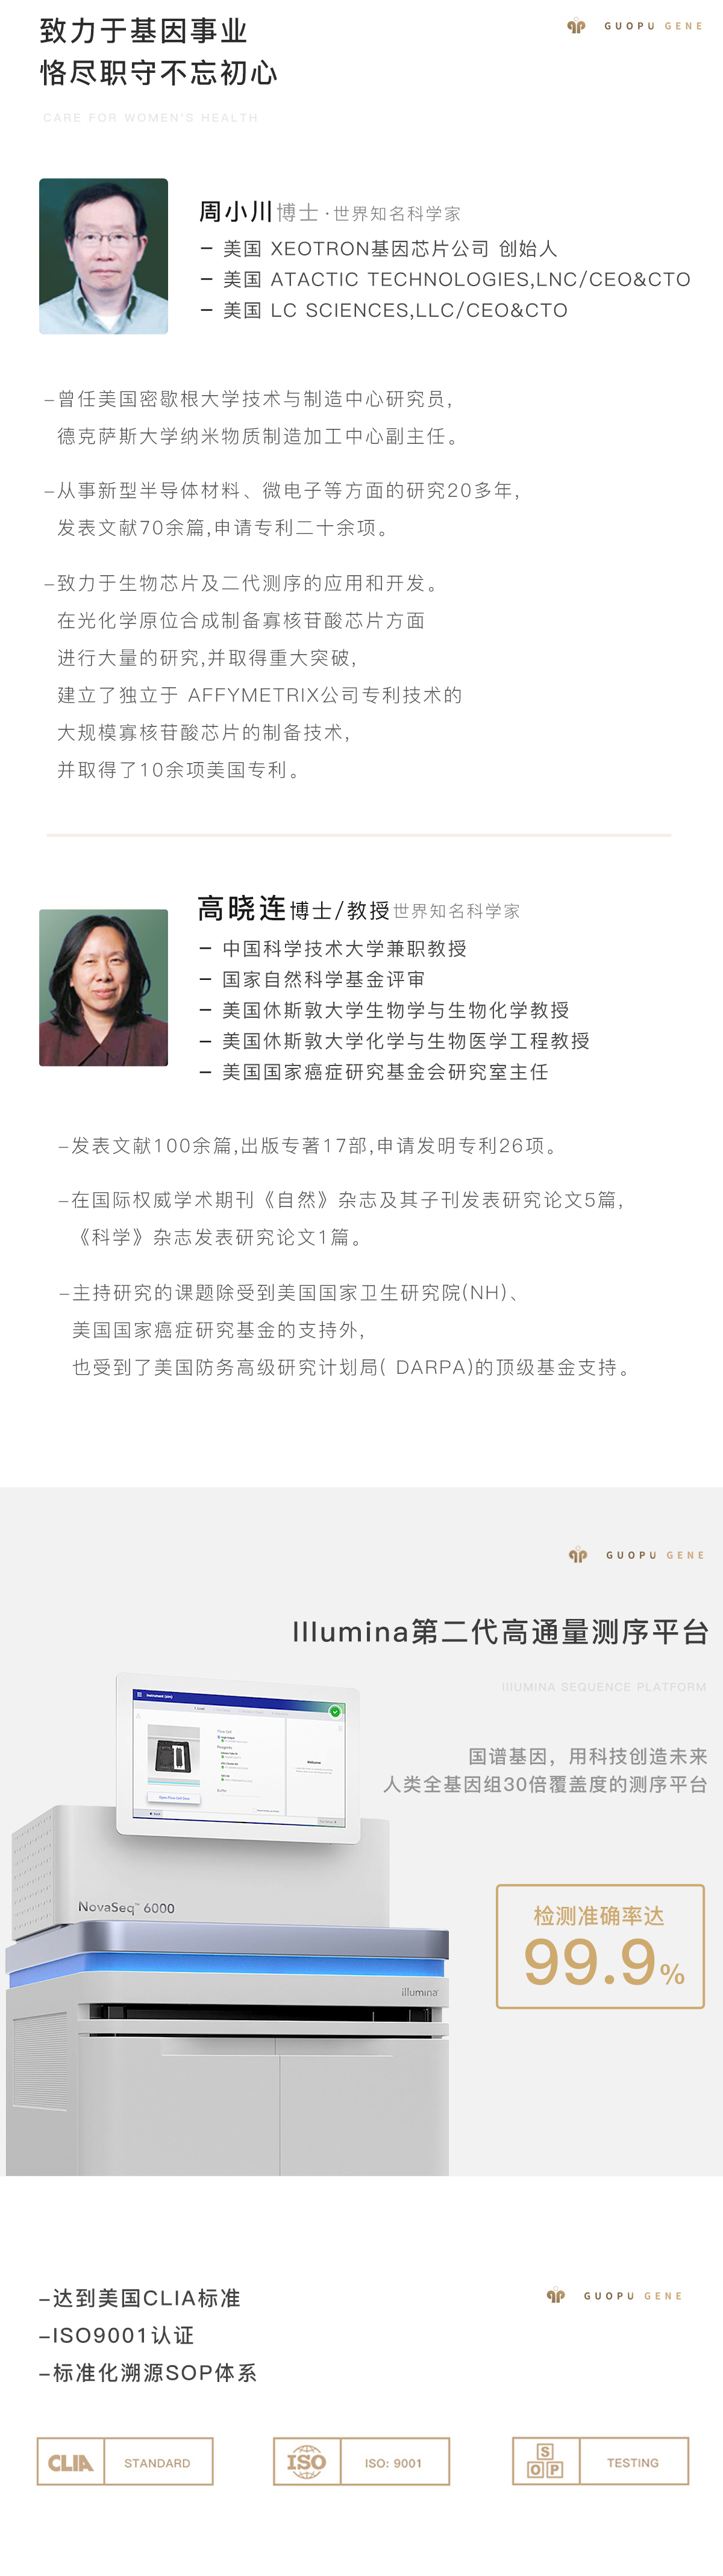 致力于基因事业
GUOPU GENE
恪尽职守不忘初心
CARE FOR WOMEN'S HEALTH
周小川博士·世界知名科学家
- 美国 XEOTRON基因芯片公司 创始人
- 美国 ATACTIC TECHNOLOGIES,LNC/CEO&CTO
- 美国 LC SCIENCES,LLC/CEO&CTO
-曾任美国密歇根大学技术与制造中心研究员,
德克萨斯大学纳米物质制造加工中心副主任。
-从事新型半导体材料、微电子等方面的研究20多年,
发表文献70余篇,申请专利二十余项。
-致力于生物芯片及二代测序的应用和开发。
在光化学原位合成制备寡核苷酸芯片方面
进行大量的研究,并取得重大突破,
建立了独立于 AFFYMETRIX公司专利技术的
大规模寡核苷酸芯片的制备技术,
并取得了10余项美国专利。
高晓连博士/教授世界知名科学家
- 中国科学技术大学兼职教授
- 国家自然科学基金评审
- 美国休斯敦大学生物学与生物化学教授
- 美国休斯敦大学化学与生物医学工程教授
- 美国国家癌症研究基金会研究室主任
-发表文献100余篇,出版专著17部,申请发明专利26项。
-在国际权威学术期刊《自然》杂志及其子刊发表研究论文5篇,
《科学》杂志发表研究论文1篇。
-主持研究的课题除受到美国国家卫生研究院(NH)、
美国国家癌症研究基金的支持外,
也受到了美国防务高级研究计划局( DARPA)的顶级基金支持。
GUOPU GENE
Illumina第二代高通量测序平台
IIIUMINA SEQUENCE PLATFORM
国谱基因，用科技创造未来
人类全基因组30倍覆盖度的测序平台
Welcome
Open Flow Cell Door
NovaSeq™ 6000
illumina
检测准确率达
99.9%
-达到美国CLIA标准
GUOPU GENE
-ISO9001认证
-标准化溯源SOP体系
CLIA STANDARD
ISO ISO: 9001
SOP TESTING